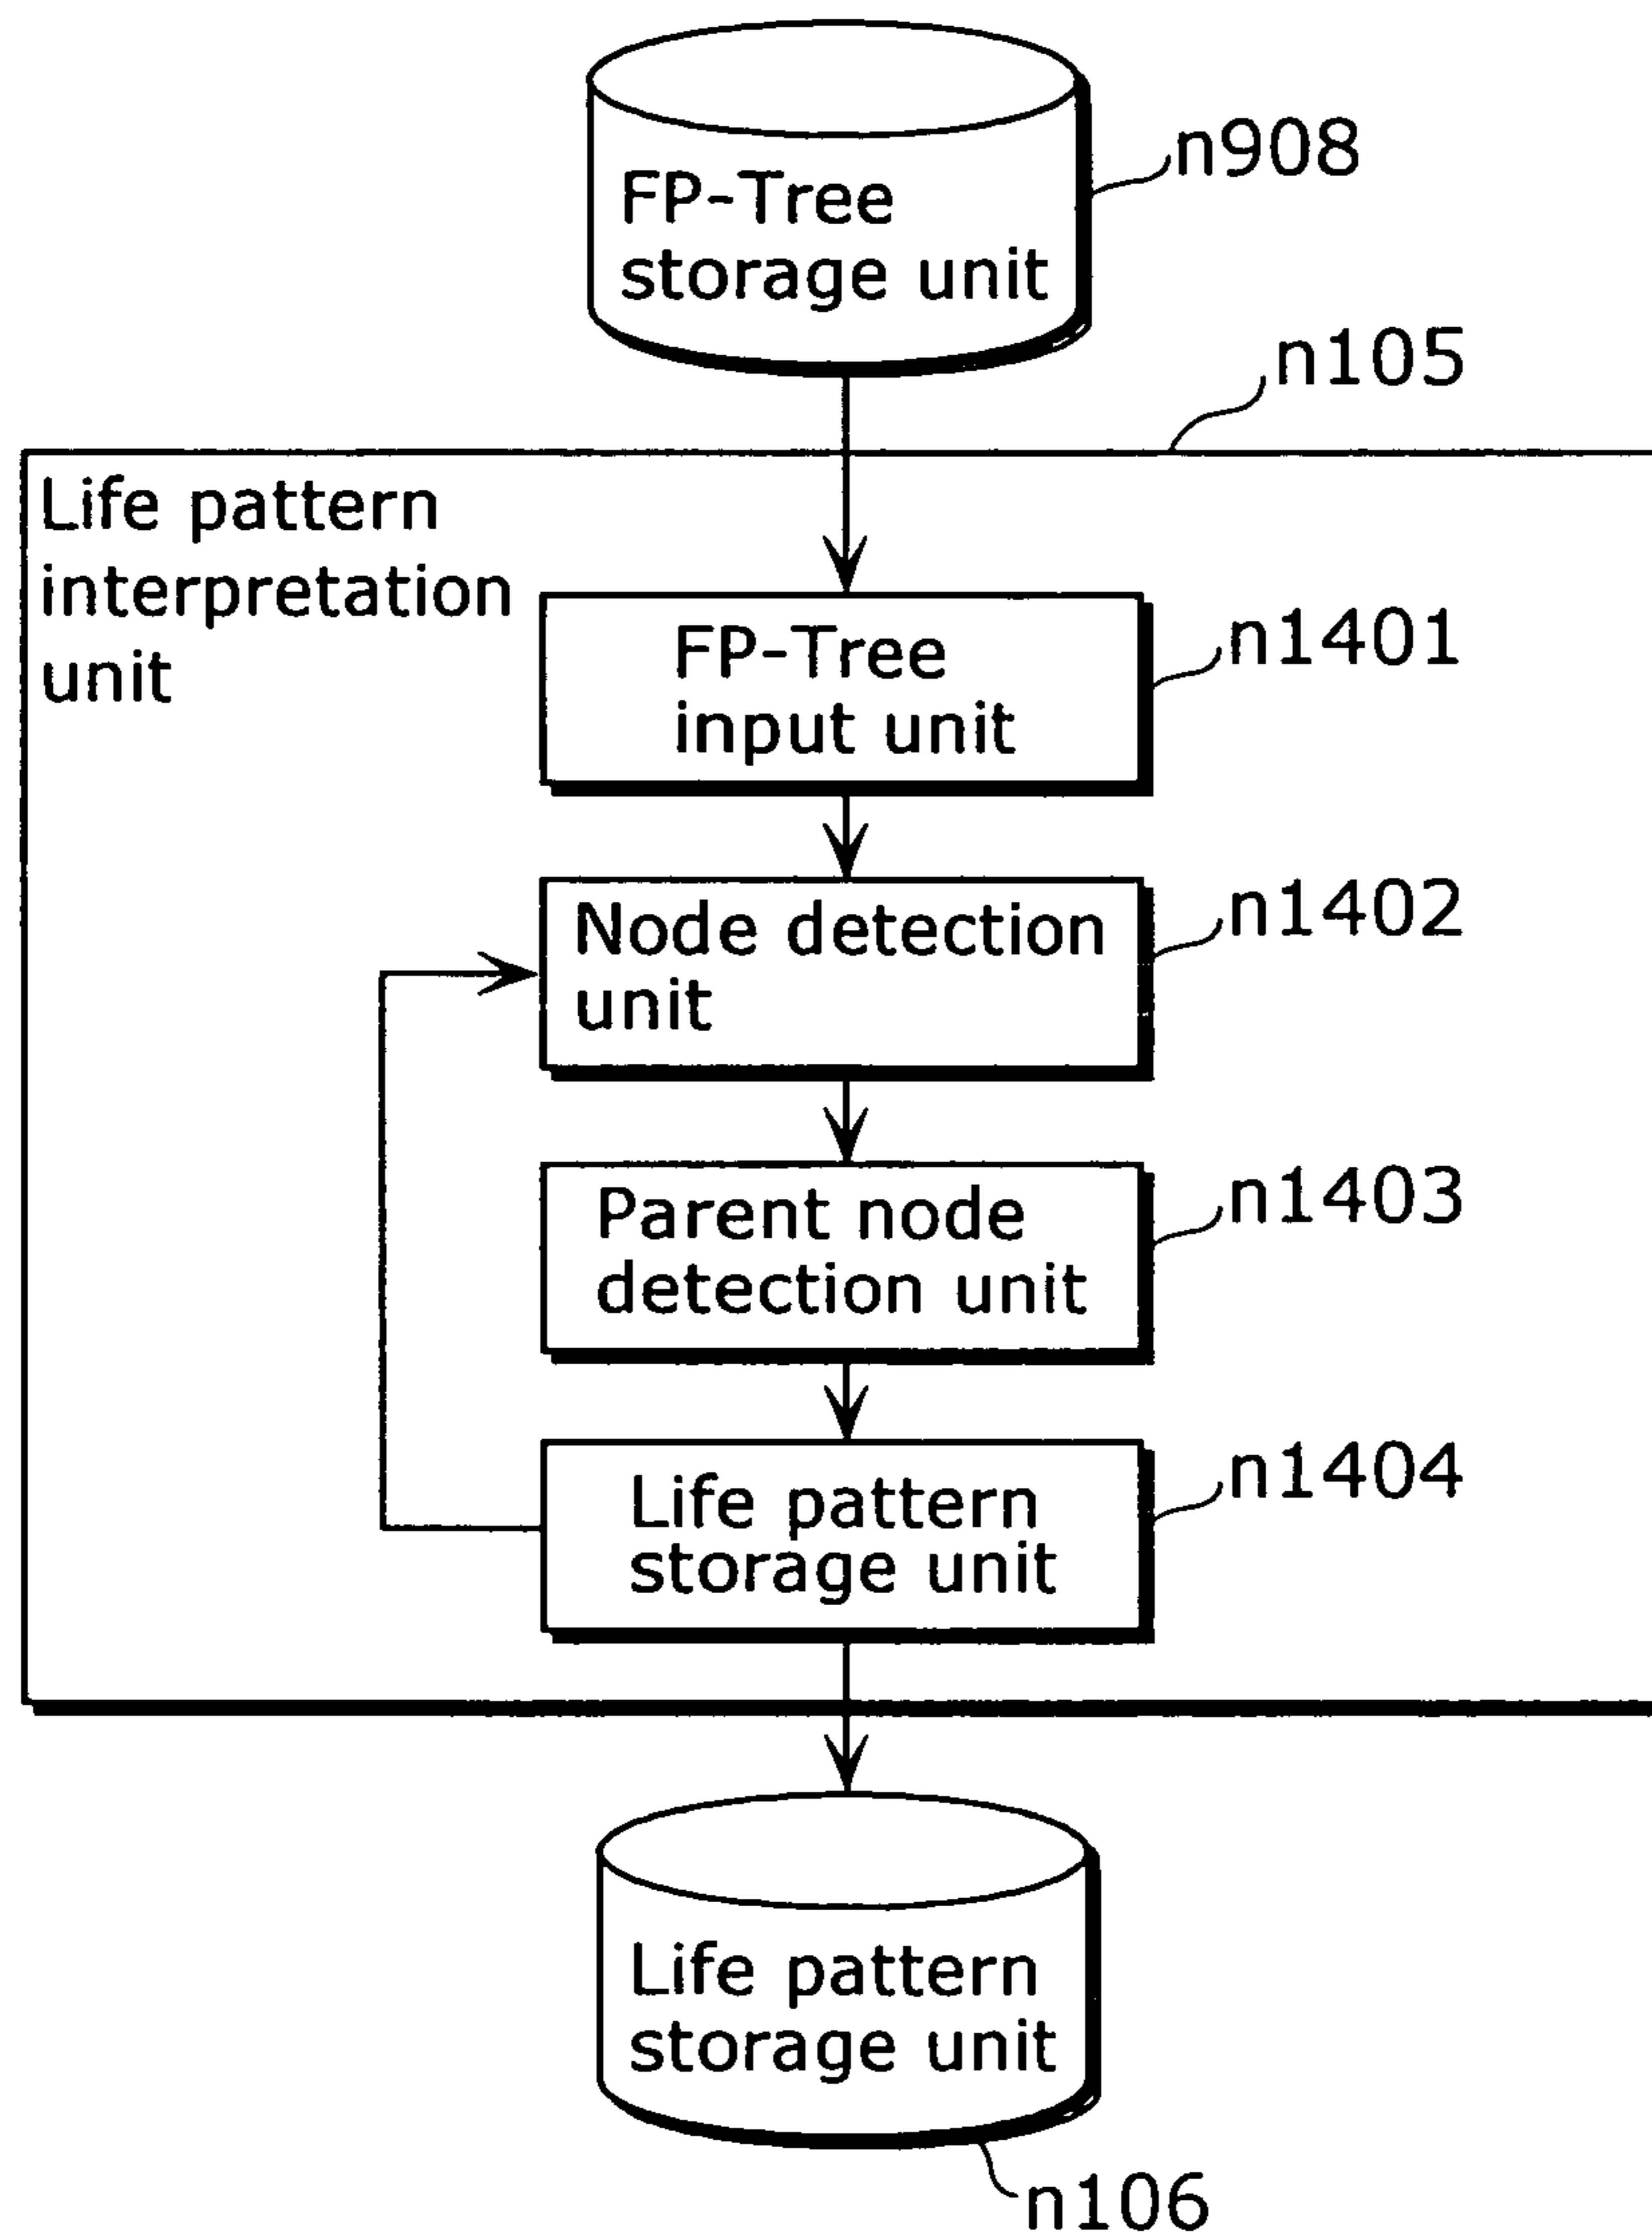 FP-Tree
storage unit
n908
n105
Life pattern
interpretation
unit
FP-Tree
input unit
n1401
Node detection
unit
n1402
Parent node
detection unit
n1403
Life pattern
storage unit
n1404
Life pattern
storage unit
n106